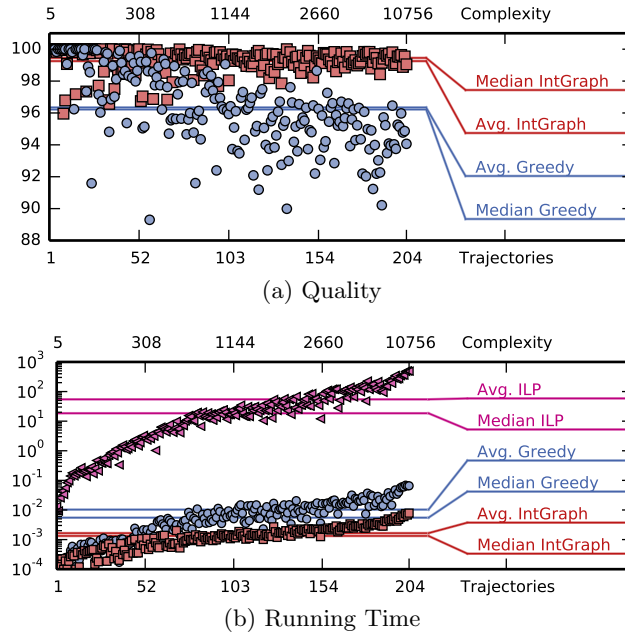 5 308 1144 2660 10756 Complexity
100
98
Median IntGraph
96
Avg. IntGraph
94
Avg. Greedy
92
90
Median Greedy
88
1 52 103 154 204 Trajectories
(a) Quality
5 308 1144 2660 10756 Complexity
10^3
Avg. ILP
10^2
Median ILP
10^1
Avg. Greedy
10^0
Median Greedy
10^-1
Avg. IntGraph
10^-2
Median IntGraph
10^-3
10^-4
1 52 103 154 204 Trajectories
(b) Running Time